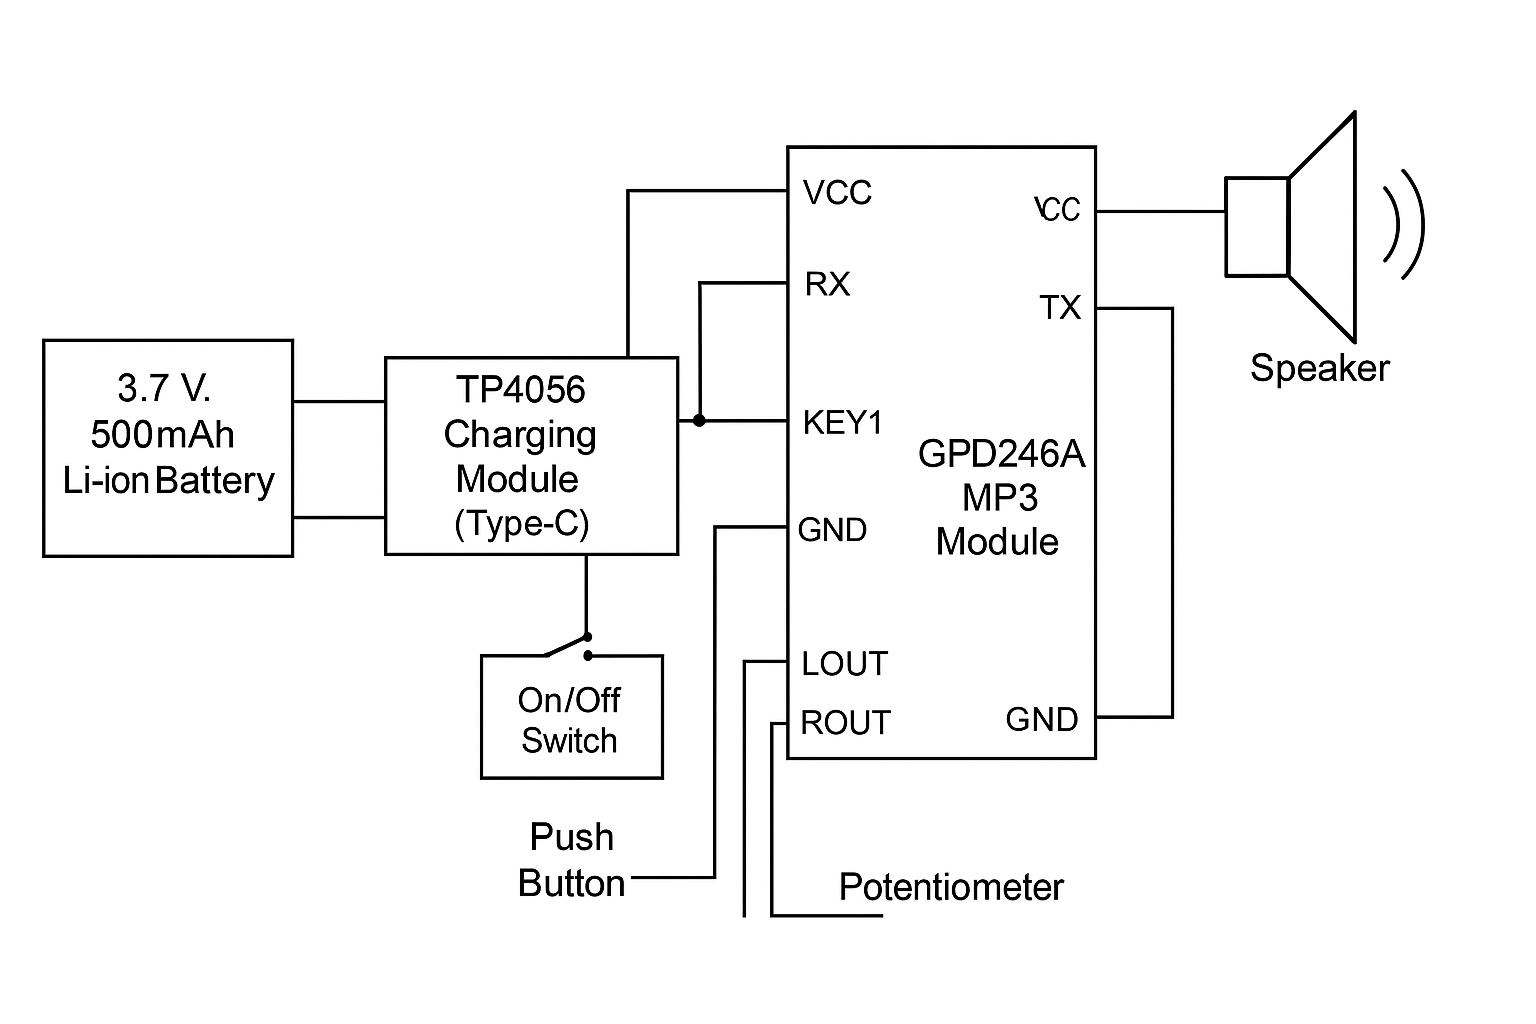 3.7 V.
500mAh
Li-ion Battery
TP4056
Charging
Module
(Type-C)
On/Off
Switch
Push
Button
VCC
RX
KEY1
GND
LOUT
ROUT
VCC
TX
GND
GPD246A
MP3
Module
Speaker
Potentiometer